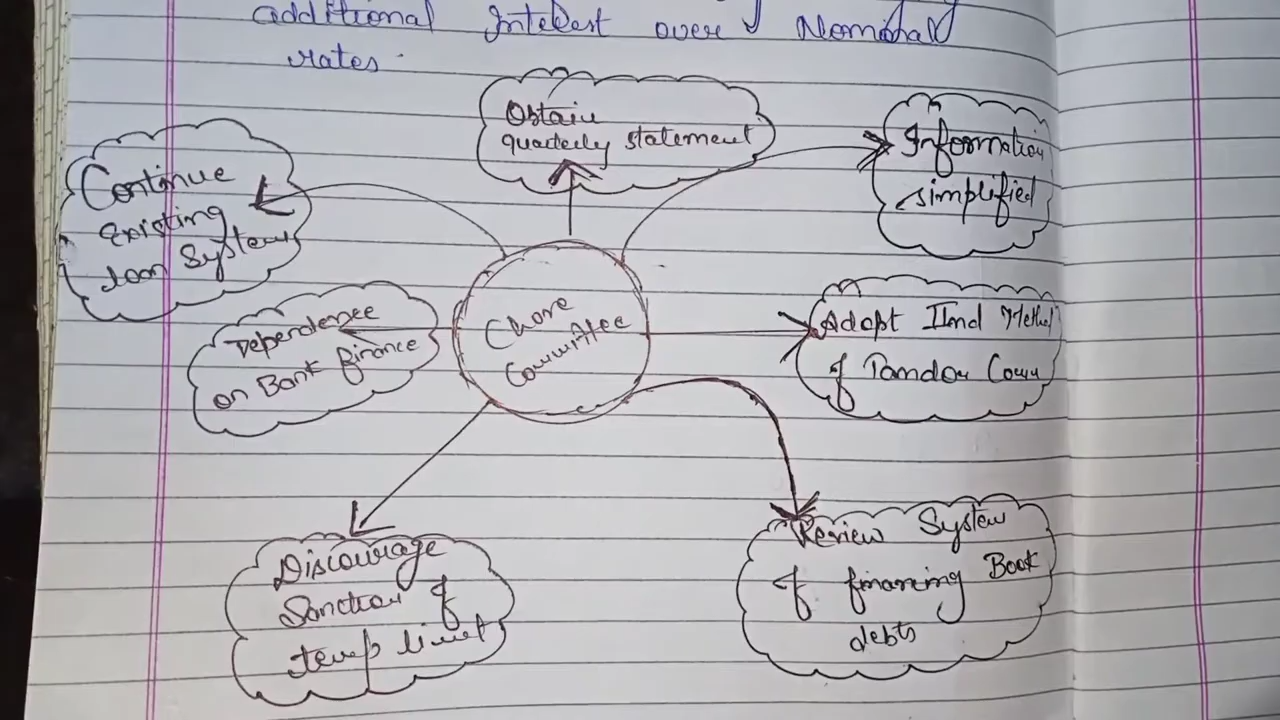 additional Interest over Nominal
rates.
Obtain
quarterly statement
Information
simplified
Continue
Existing
loan System
Chore
Committee
Dependence
on Bank finance
Adopt IInd Method
of Tandon Comm
Discourage
Sanction of
temp limit
Review System
of financing Book
debts